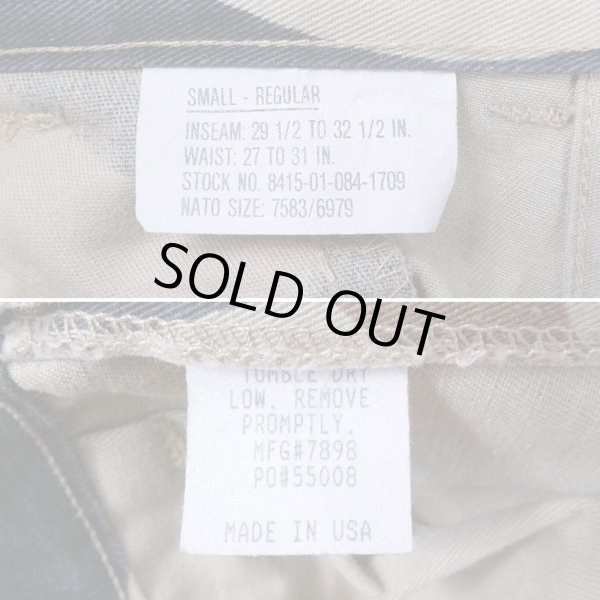 SMALL - REGULAR
INSEAM: 29 1/2 TO 32 1/2 IN.
WAIST: 27 TO 31 IN.
STOCK NO. 8415-01-084-1709
NATO SIZE: 7583/6979
SOLD OUT
TUMBLE DRY
LOW. REMOVE
PROMPTLY.
MFG#7898
PO#55008
MADE IN USA